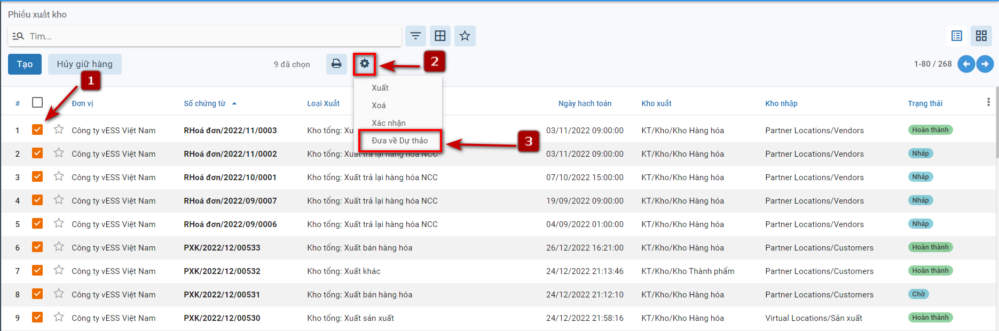 Phiếu xuất kho
Tìm...
Tạo Hủy giữ hàng 9 đã chọn 2 1-80 / 268
1
Xuất
Xoá
Xác nhận
Đưa về Dự thảo
3
# Đơn vị Số chứng từ Loại Xuất Ngày hạch toán Kho xuất Kho nhập Trạng thái
1 Công ty vESS Việt Nam RHoá đơn/2022/11/0003 Kho tổng: Xu 03/11/2022 09:00:00 KT/Kho/Kho Hàng hóa Partner Locations/Vendors Hoàn thành
2 Công ty vESS Việt Nam RHoá đơn/2022/11/0002 Kho tổng: Xuất trả lại hàng hóa NCC 03/11/2022 09:00:00 KT/Kho/Kho Hàng hóa Partner Locations/Vendors Nháp
3 Công ty vESS Việt Nam RHoá đơn/2022/10/0001 Kho tổng: Xuất trả lại hàng hóa NCC 07/10/2022 15:00:00 KT/Kho/Kho Hàng hóa Partner Locations/Vendors Nháp
4 Công ty vESS Việt Nam RHoá đơn/2022/09/0007 Kho tổng: Xuất trả lại hàng hóa NCC 19/09/2022 09:00:00 KT/Kho/Kho Hàng hóa Partner Locations/Vendors Nháp
5 Công ty vESS Việt Nam RHoá đơn/2022/09/0006 Kho tổng: Xuất trả lại hàng hóa NCC 04/09/2022 01:00:00 KT/Kho/Kho Hàng hóa Partner Locations/Vendors Nháp
6 Công ty vESS Việt Nam PXK/2022/12/00533 Kho tổng: Xuất bán hàng hóa 26/12/2022 16:21:00 KT/Kho/Kho Hàng hóa Partner Locations/Customers Hoàn thành
7 Công ty vESS Việt Nam PXK/2022/12/00532 Kho tổng: Xuất khác 24/12/2022 21:13:46 KT/Kho/Kho Thành phẩm Partner Locations/Customers Hoàn thành
8 Công ty vESS Việt Nam PXK/2022/12/00531 Kho tổng: Xuất bán hàng hóa 24/12/2022 21:12:10 KT/Kho/Kho Hàng hóa Partner Locations/Customers Chờ
9 Công ty vESS Việt Nam PXK/2022/12/00530 Kho tổng: Xuất sản xuất 24/12/2022 21:58:16 KT/Kho/Kho Hàng hóa Virtual Locations/Sản xuất Hoàn thành